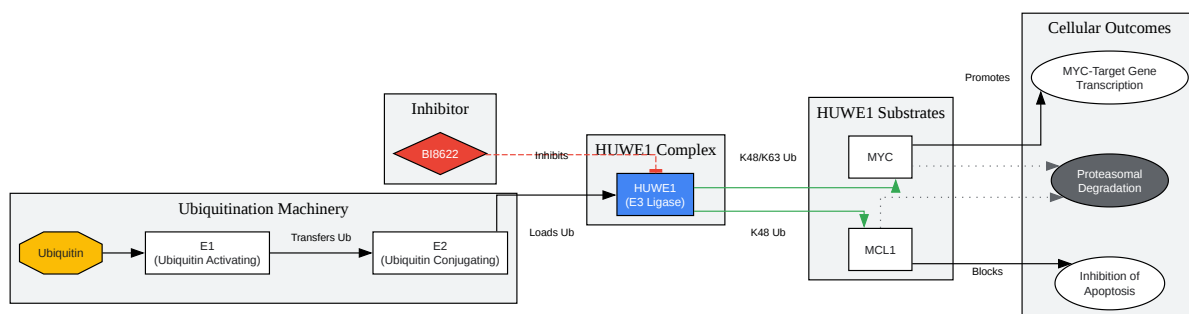 Cellular Outcomes
MYC-Target Gene
Transcription
Promotes
Inhibitor
HUWE1 Substrates
BI8622
Inhibits
HUWE1 Complex
K48/K63 Ub
MYC
Proteasomal
Degradation
HUWE1
(E3 Ligase)
Ubiquitination Machinery
Loads Ub
K48 Ub
Ubiquitin
E1
(Ubiquitin Activating)
Transfers Ub
E2
(Ubiquitin Conjugating)
MCL1
Blocks
Inhibition of
Apoptosis